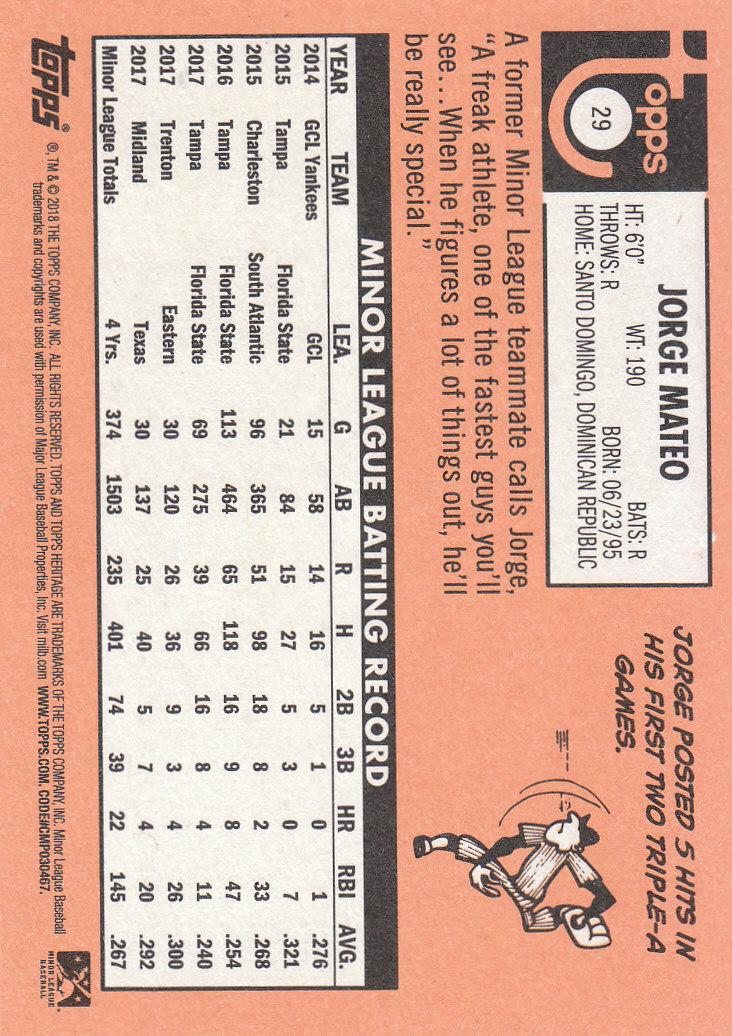 topps
29
JORGE MATEO
HT: 6'0" WT: 190 BATS: R
THROWS: R BORN: 06/23/95
HOME: SANTO DOMINGO, DOMINICAN REPUBLIC
JORGE POSTED 5 HITS IN
HIS FIRST TWO TRIPLE-A
GAMES.
A former Minor League teammate calls Jorge,
“A freak athlete, one of the fastest guys you’ll
see…When he figures a lot of things out, he’ll
be really special.”
MINOR LEAGUE BATTING RECORD
YEAR TEAM LEA. G AB R H 2B 3B HR RBI AVG.
2014 GCL Yankees GCL 15 58 14 16 5 1 0 1 .276
2015 Tampa Florida State 21 84 15 27 5 3 0 7 .321
2015 Charleston South Atlantic 96 365 51 98 18 8 2 33 .268
2016 Tampa Florida State 113 464 65 118 16 9 8 47 .254
2017 Tampa Florida State 69 275 39 66 16 8 4 11 .240
2017 Trenton Eastern 30 120 26 36 9 3 4 26 .300
2017 Midland Texas 30 137 25 40 5 7 4 20 .292
Minor League Totals 4 Yrs. 374 1503 235 401 74 39 22 145 .267
topps® ®, TM & © 2018 THE TOPPS COMPANY, INC. ALL RIGHTS RESERVED. TOPPS AND TOPPS HERITAGE ARE TRADEMARKS OF THE TOPPS COMPANY, INC. Minor League Baseball
trademarks and copyrights are used with permission of Major League Baseball Properties, Inc. Visit milb.com WWW.TOPPS.COM. CODE#CMP030467.
MINOR LEAGUE
BASEBALL